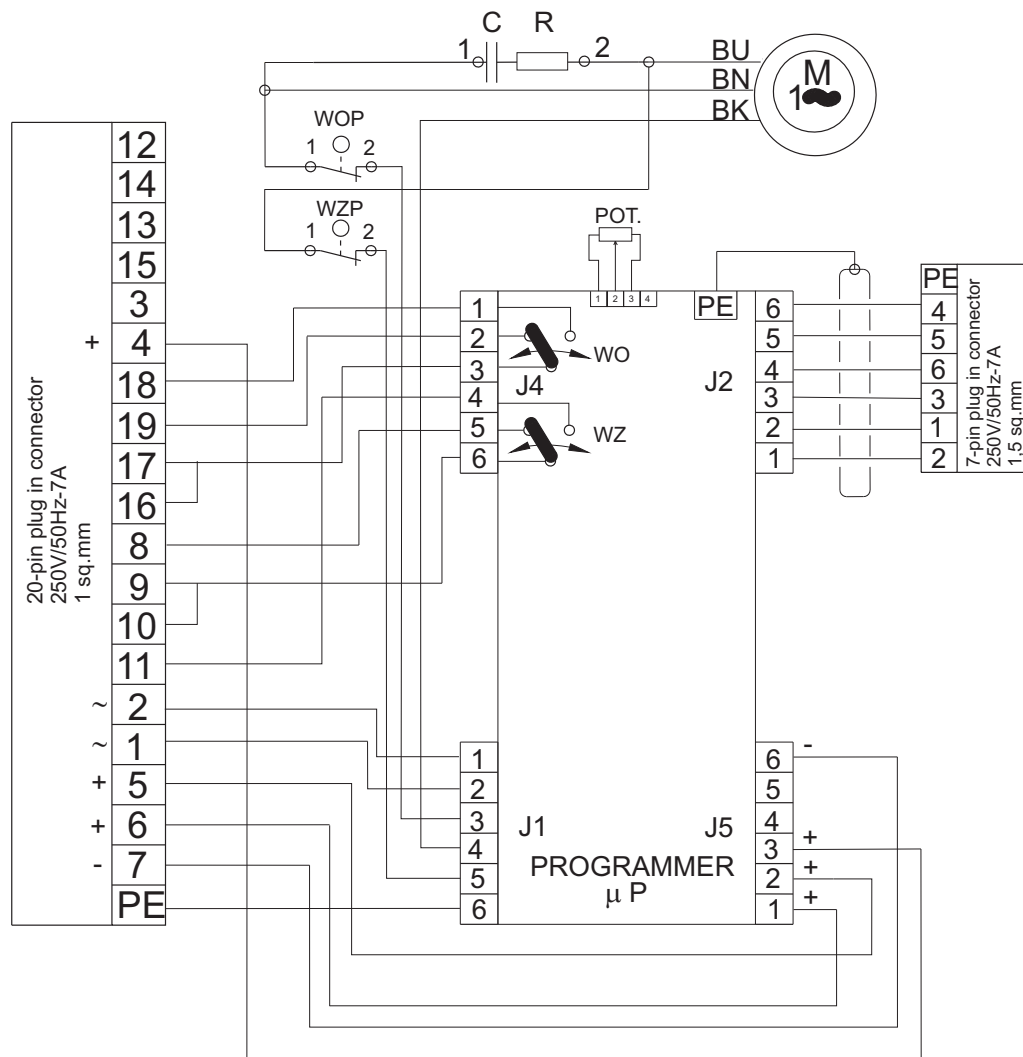 C R
1 2
BU
BN
BK
M
1
WOP
1 2
WZP
1 2
20-pin plug in connector
250V/50Hz-7A
1 sq.mm
12
14
13
15
3
+ 4
18
19
17
16
8
9
10
11
~ 2
~ 1
+ 5
+ 6
- 7
PE
POT.
1 2 3 4
PE
1
2
3
4
5
6
WO
J4
WZ
J2
6
5
4
3
2
1
PE
4
5
6
3
1
2
7-pin plug in connector
250V/50Hz-7A
1,5 sq.mm
1
2
3
4
5
6
J1
J5
PROGRAMMER
μ P
6 -
5
4
3 +
2 +
1 +